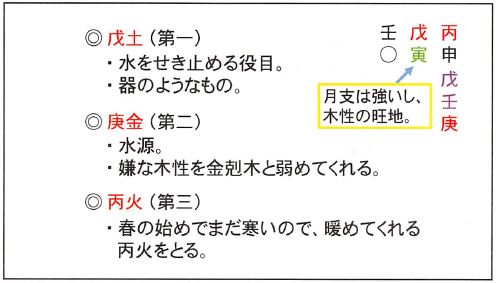 ◎ 戊土（第一）
・水をせき止める役目。
・器のようなもの。
◎ 庚金（第二）
・水源。
・嫌な木性を金剋木と弱めてくれる。
◎ 丙火（第三）
・春の始めでまだ寒いので、暖めてくれる
丙火をとる。
壬 戊 丙
○ 寅 申
戊
壬
庚
月支は強いし、
木性の旺地。